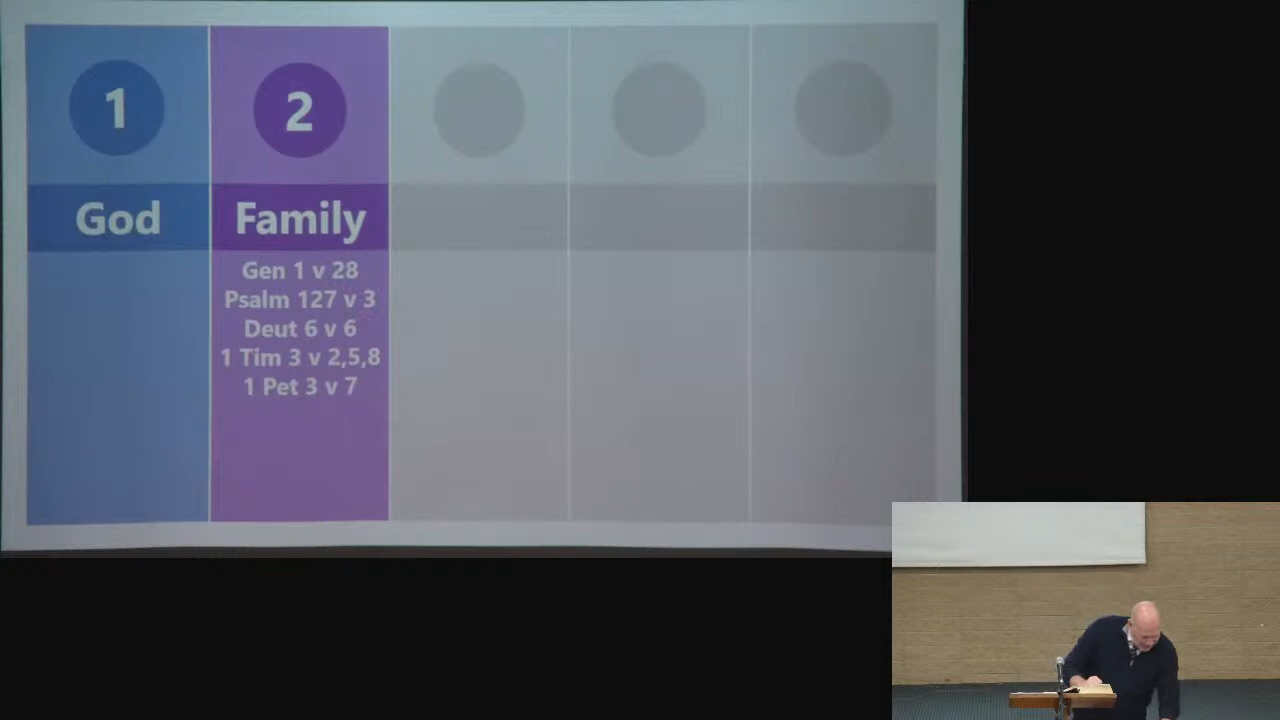 1
God
2
Family
Gen 1 v 28
Psalm 127 v 3
Deut 6 v 6
1 Tim 3 v 2,5,8
1 Pet 3 v 7